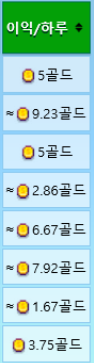 이익/하루
5골드
≈ 9.23골드
5골드
≈ 2.86골드
≈ 6.67골드
≈ 7.92골드
≈ 1.67골드
3.75골드